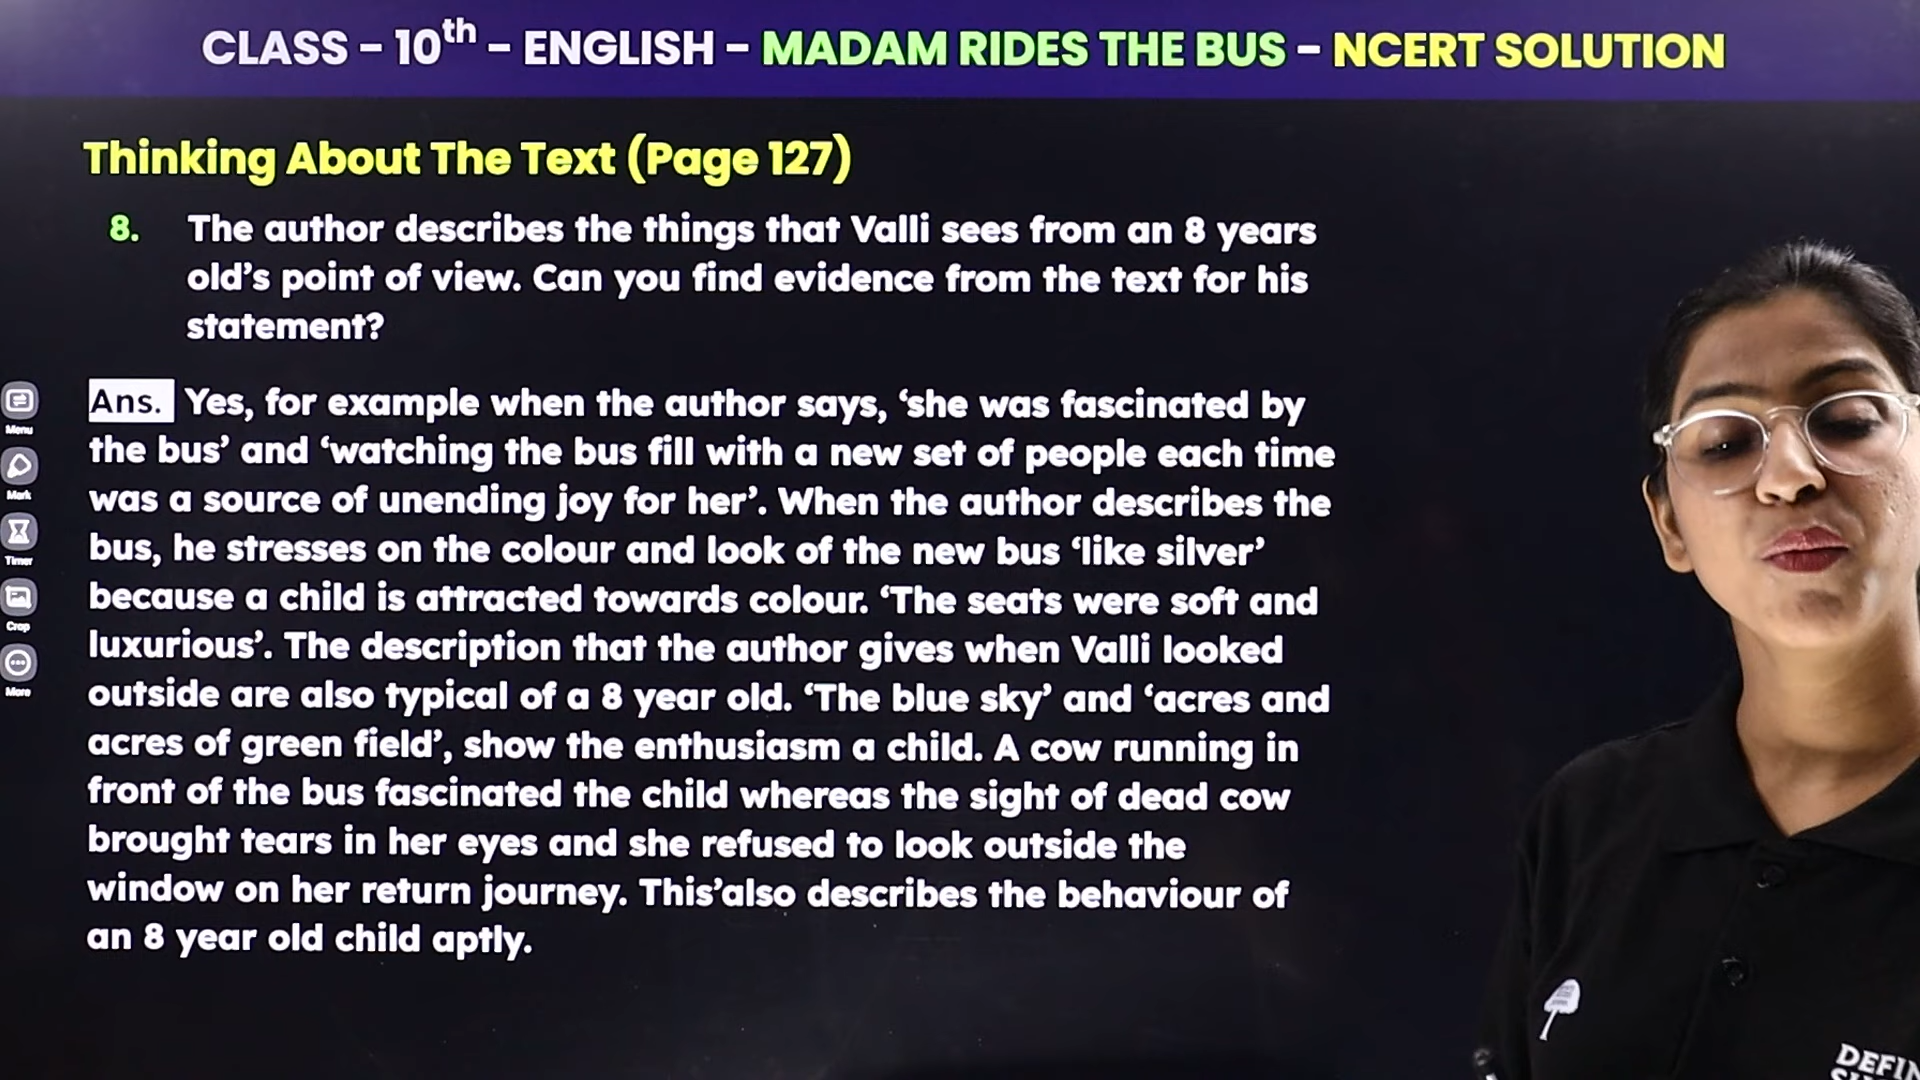 CLASS – 10th – ENGLISH – MADAM RIDES THE BUS – NCERT SOLUTION
Thinking About The Text (Page 127)
8. The author describes the things that Valli sees from an 8 years
old's point of view. Can you find evidence from the text for his
statement?
Ans. Yes, for example when the author says, ‘she was fascinated by
the bus’ and ‘watching the bus fill with a new set of people each time
was a source of unending joy for her’. When the author describes the
bus, he stresses on the colour and look of the new bus ‘like silver’
because a child is attracted towards colour. ‘The seats were soft and
luxurious’. The description that the author gives when Valli looked
outside are also typical of a 8 year old. ‘The blue sky’ and ‘acres and
acres of green field’, show the enthusiasm a child. A cow running in
front of the bus fascinated the child whereas the sight of dead cow
brought tears in her eyes and she refused to look outside the
window on her return journey. This’also describes the behaviour of
an 8 year old child aptly.
Menu
Mark
Timer
Crop
More